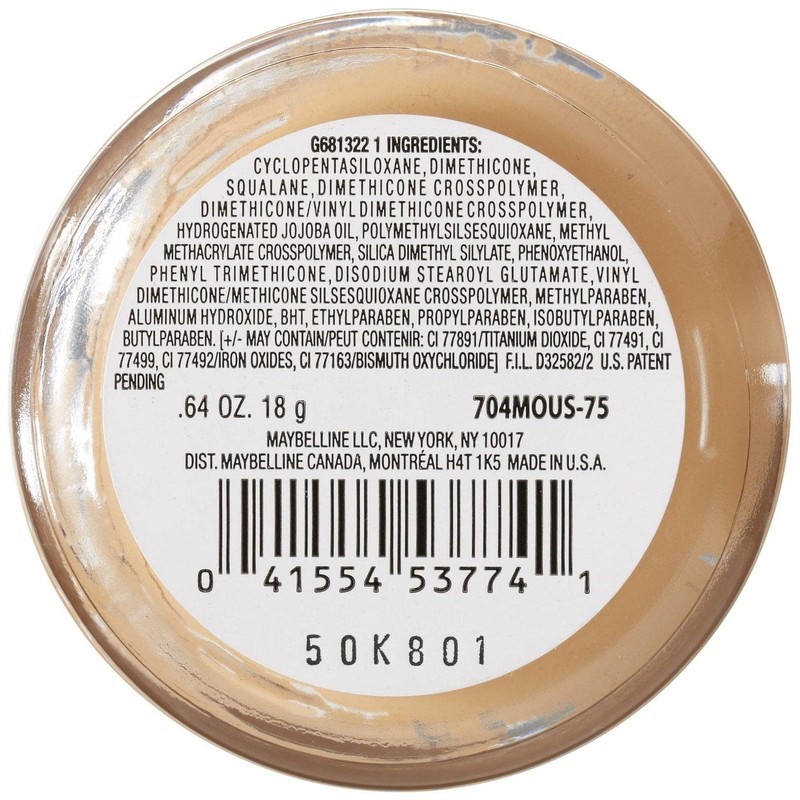 G681322 1 INGREDIENTS:
CYCLOPENTASILOXANE, DIMETHICONE,
SQUALANE, DIMETHICONE CROSSPOLYMER,
DIMETHICONE/VINYL DIMETHICONE CROSSPOLYMER,
HYDROGENATED JOJOBA OIL, POLYMETHYLSILSESQUIOXANE, METHYL
METHACRYLATE CROSSPOLYMER, SILICA DIMETHYL SILYLATE, PHENOXYETHANOL,
PHENYL TRIMETHICONE, DISODIUM STEAROYL GLUTAMATE, VINYL
DIMETHICONE/METHICONE SILSESQUIOXANE CROSSPOLYMER, METHYLPARABEN,
ALUMINUM HYDROXIDE, BHT, ETHYLPARABEN, PROPYLPARABEN, ISOBUTYLPARABEN,
BUTYLPARABEN. [+/- MAY CONTAIN/PEUT CONTENIR: CI 77891/TITANIUM DIOXIDE, CI 77491, CI
77499, CI 77492/IRON OXIDES, CI 77163/BISMUTH OXYCHLORIDE] F.I.L. D32582/2 U.S. PATENT
PENDING
.64 OZ. 18 g 704MOUS-75
MAYBELLINE LLC, NEW YORK, NY 10017
DIST. MAYBELLINE CANADA, MONTRÉAL H4T 1K5 MADE IN U.S.A.
0 41554 53774 1
50K801